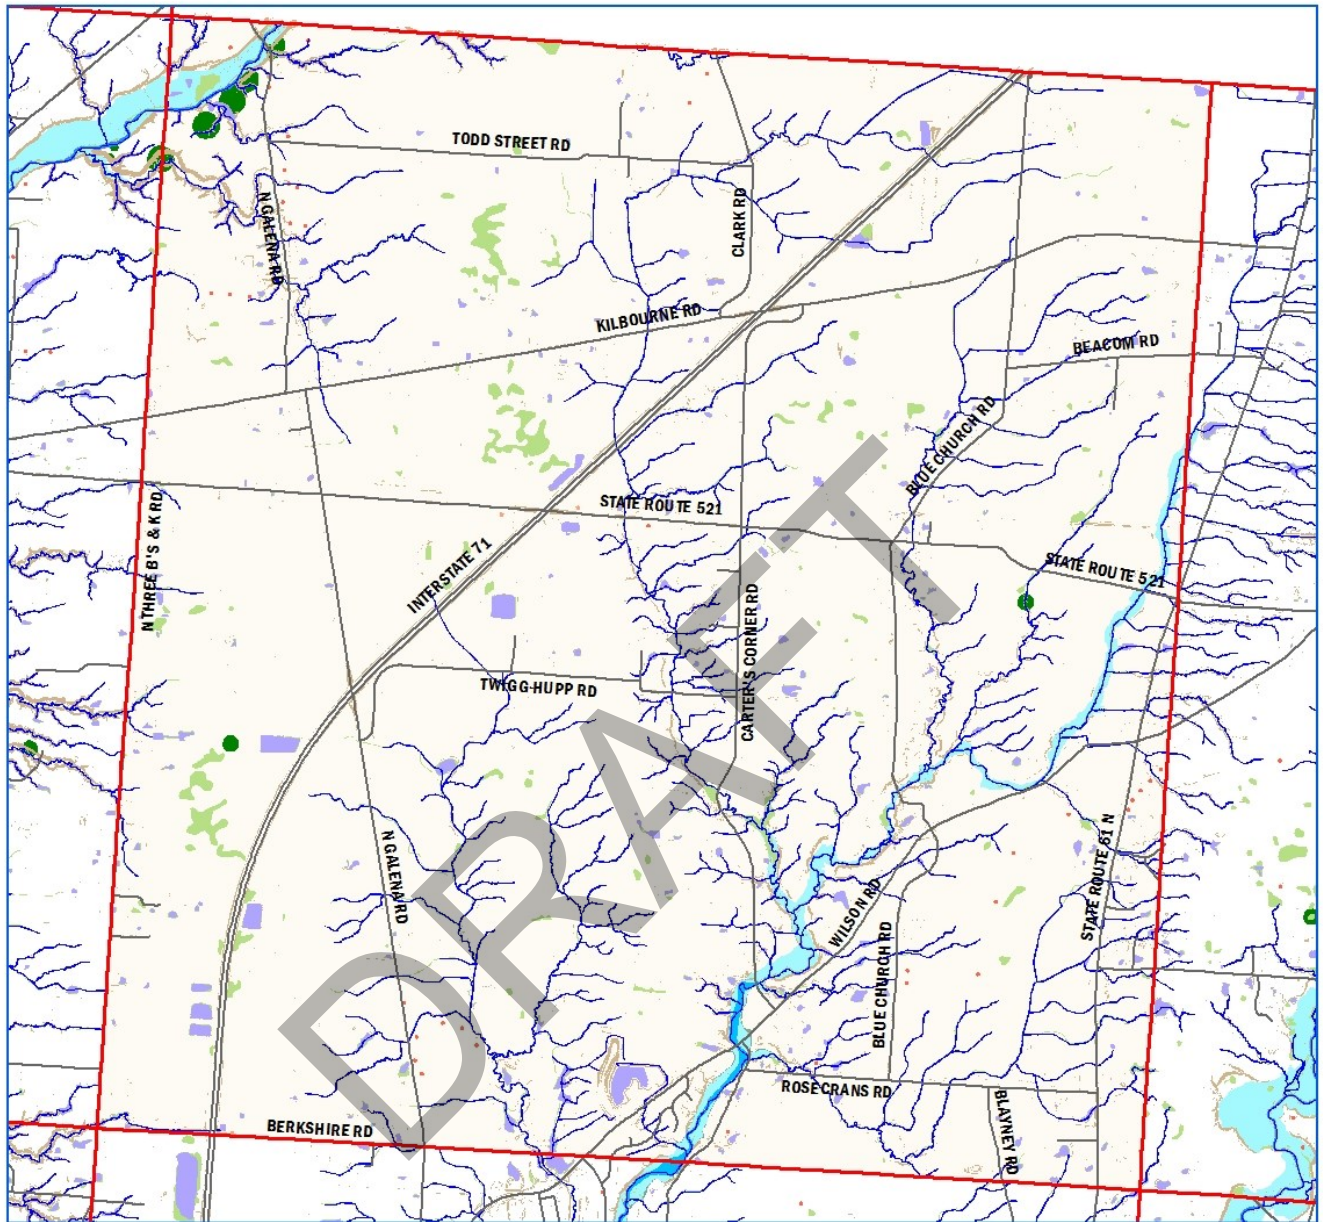 TODD STREET RD
N GALENA RD
CLARK RD
KILBOURNE RD
BEACOM RD
BLUE CHURCH RD
STATE ROUTE 521
N THREE B'S & K RD
INTERSTATE 71
STATE ROUTE 521
CARTER'S CORNER RD
TWIGG-HUPP RD
N GALENA RD
STATE ROUTE 61 N
WILSON RD
BLUE CHURCH RD
ROSECRANS RD
BLAYNEY RD
BERKSHIRE RD
DRAFT